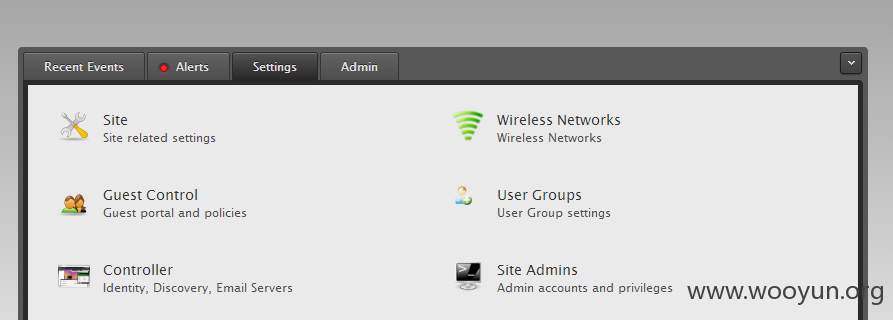 Recent Events
Alerts
Settings
Admin
Site
Site related settings
Wireless Networks
Wireless Networks
Guest Control
Guest portal and policies
User Groups
User Group settings
Controller
Identity, Discovery, Email Servers
Site Admins
Admin accounts and privileges
www.wooyun.org